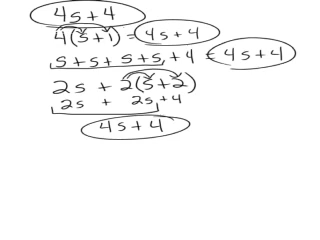 4s+4
4(s+1) = 4s+4
s+s+s+s+4 = 4s+4
2s + 2(s+2)
2s + 2s+4
4s+4